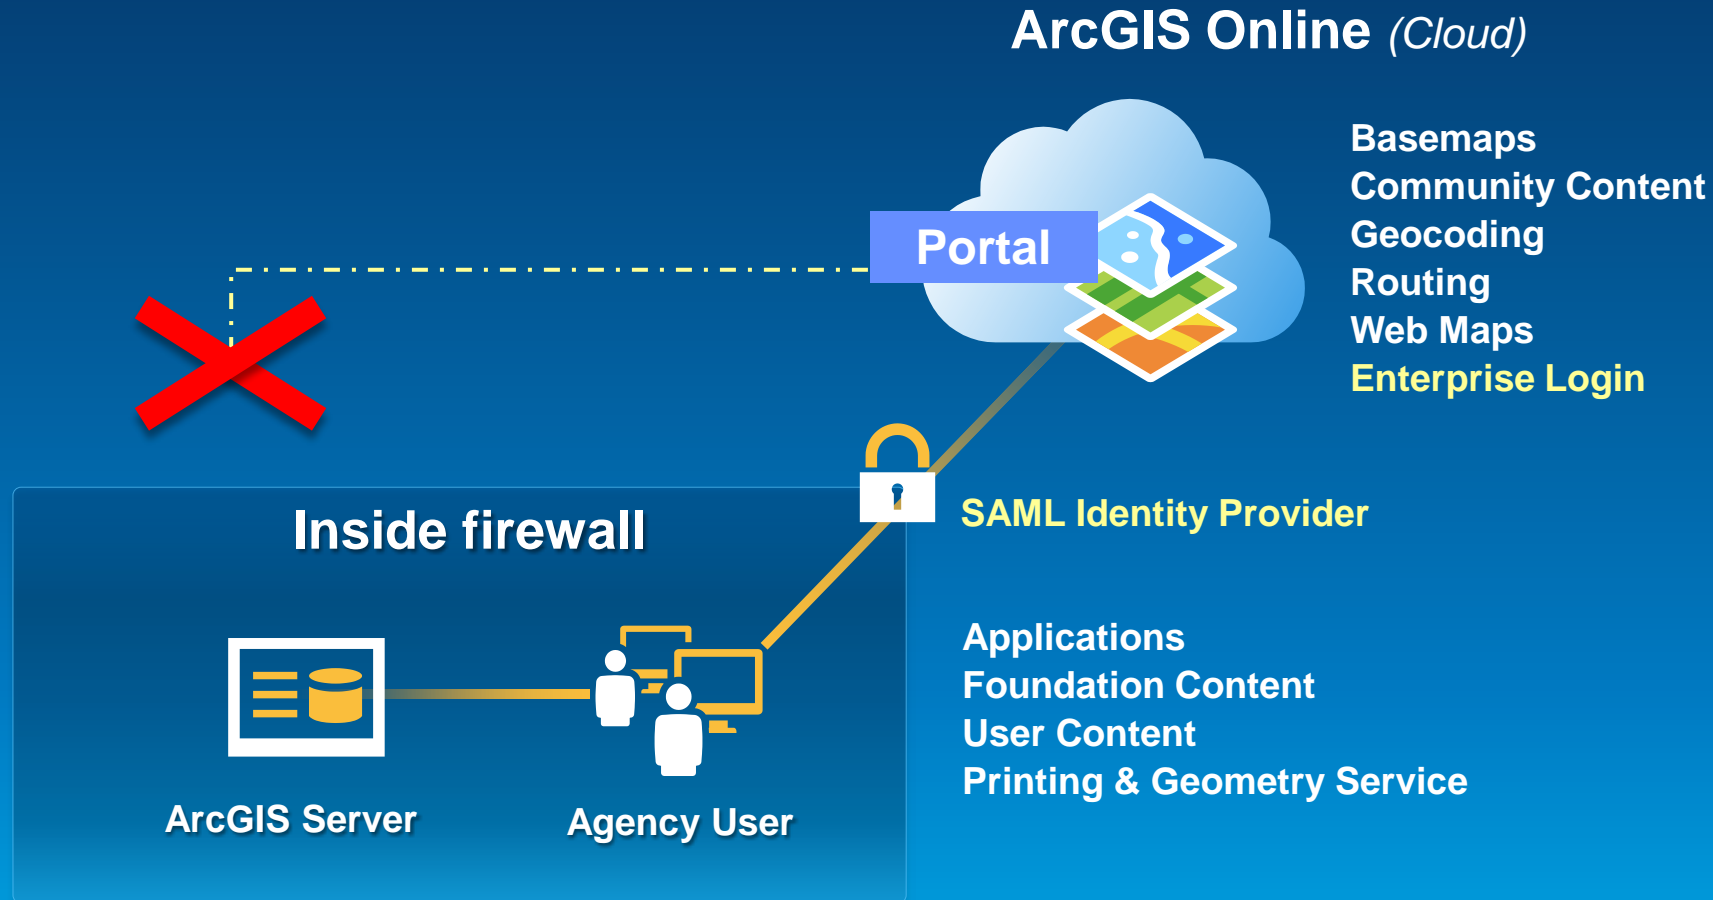 ArcGIS Online (Cloud)
Basemaps
Community Content
Geocoding
Routing
Web Maps
Enterprise Login
Portal
SAML Identity Provider
Inside firewall
Applications
Foundation Content
User Content
Printing & Geometry Service
ArcGIS Server
Agency User